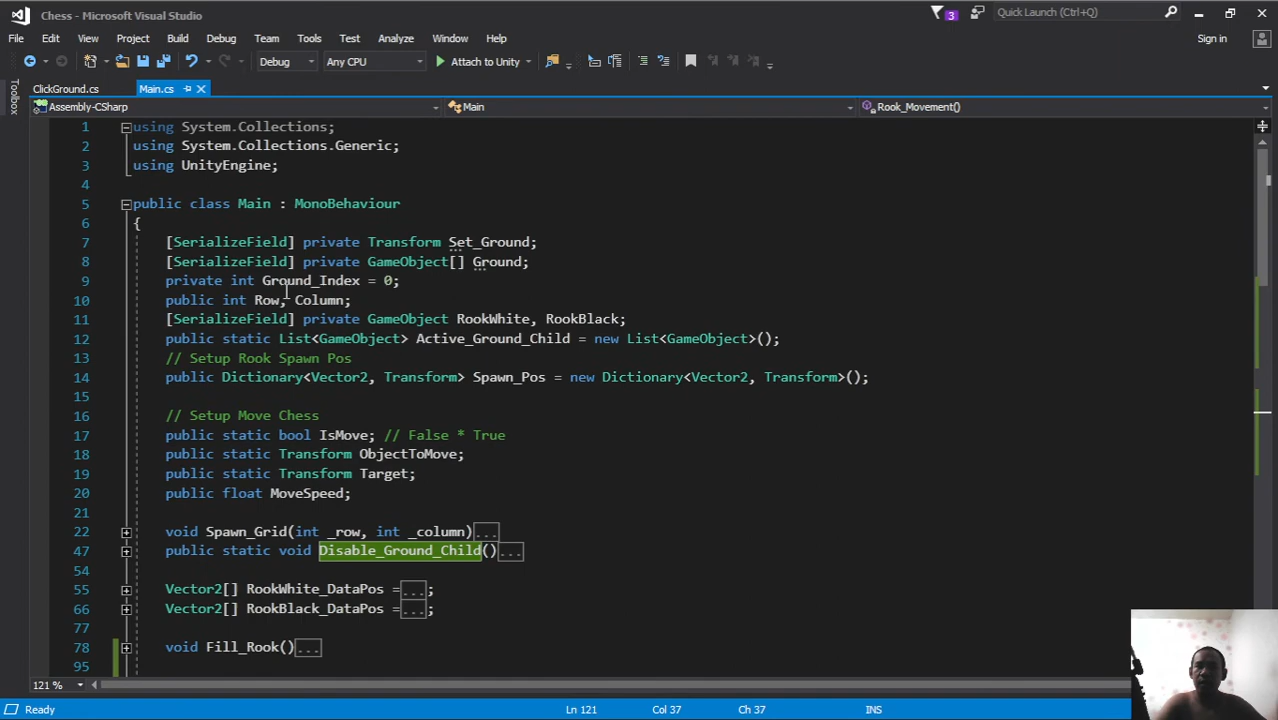 Chess - Microsoft Visual Studio
3
Quick Launch (Ctrl+Q)
File Edit View Project Build Debug Team Tools Test Analyze Window Help
Sign in
Debug Any CPU Attach to Unity
Toolbox
ClickGround.cs Main.cs
Assembly-CSharp Main Rook_Movement()
1 using System.Collections;
2 using System.Collections.Generic;
3 using UnityEngine;
4
5 public class Main : MonoBehaviour
6 {
7 [SerializeField] private Transform Set_Ground;
8 [SerializeField] private GameObject[] Ground;
9 private int Ground_Index = 0;
10 public int Row, Column;
11 [SerializeField] private GameObject RookWhite, RookBlack;
12 public static List<GameObject> Active_Ground_Child = new List<GameObject>();
13 // Setup Rook Spawn Pos
14 public Dictionary<Vector2, Transform> Spawn_Pos = new Dictionary<Vector2, Transform>();
15
16 // Setup Move Chess
17 public static bool IsMove; // False * True
18 public static Transform ObjectToMove;
19 public static Transform Target;
20 public float MoveSpeed;
21
22 void Spawn_Grid(int _row, int _column)...
47 public static void Disable_Ground_Child()...
54
55 Vector2[] RookWhite_DataPos =...;
66 Vector2[] RookBlack_DataPos =...;
77
78 void Fill_Rook()...
95
121 %
Ready Ln 121 Col 37 Ch 37 INS